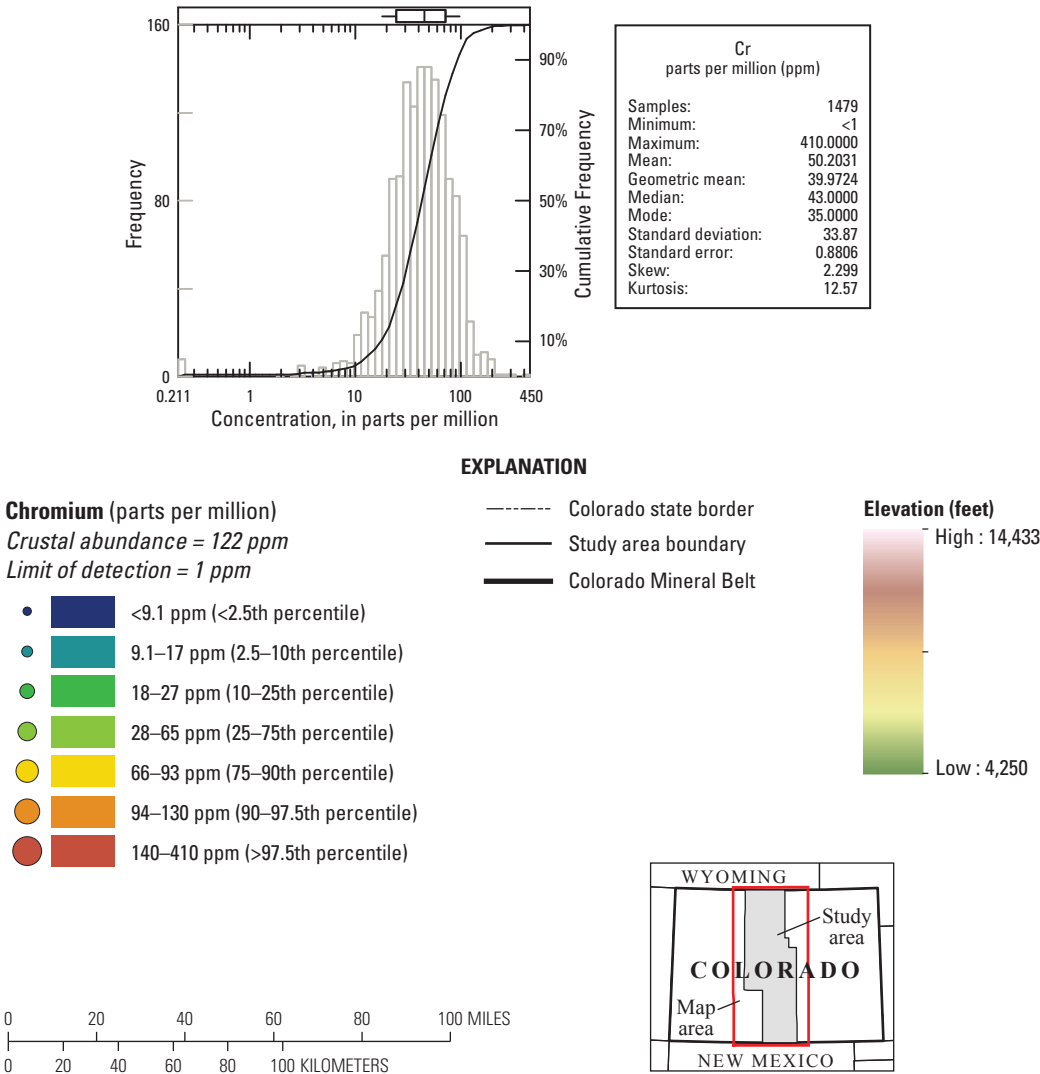 160
80
0
Frequency
90%
70%
50%
30%
10%
Cumulative Frequency
0.211
1
10
100
450
Concentration, in parts per million
Cr
parts per million (ppm)
Samples: 1479
Minimum: <1
Maximum: 410.0000
Mean: 50.2031
Geometric mean: 39.9724
Median: 43.0000
Mode: 35.0000
Standard deviation: 33.87
Standard error: 0.8806
Skew: 2.299
Kurtosis: 12.57
EXPLANATION
Chromium (parts per million)
Crustal abundance = 122 ppm
Limit of detection = 1 ppm
<9.1 ppm (<2.5th percentile)
9.1–17 ppm (2.5–10th percentile)
18–27 ppm (10–25th percentile)
28–65 ppm (25–75th percentile)
66–93 ppm (75–90th percentile)
94–130 ppm (90–97.5th percentile)
140–410 ppm (>97.5th percentile)
Colorado state border
Study area boundary
Colorado Mineral Belt
Elevation (feet)
High : 14,433
Low : 4,250
WYOMING
Study
area
COLORADO
Map
area
NEW MEXICO
0 20 40 60 80 100 MILES
0 20 40 60 80 100 KILOMETERS